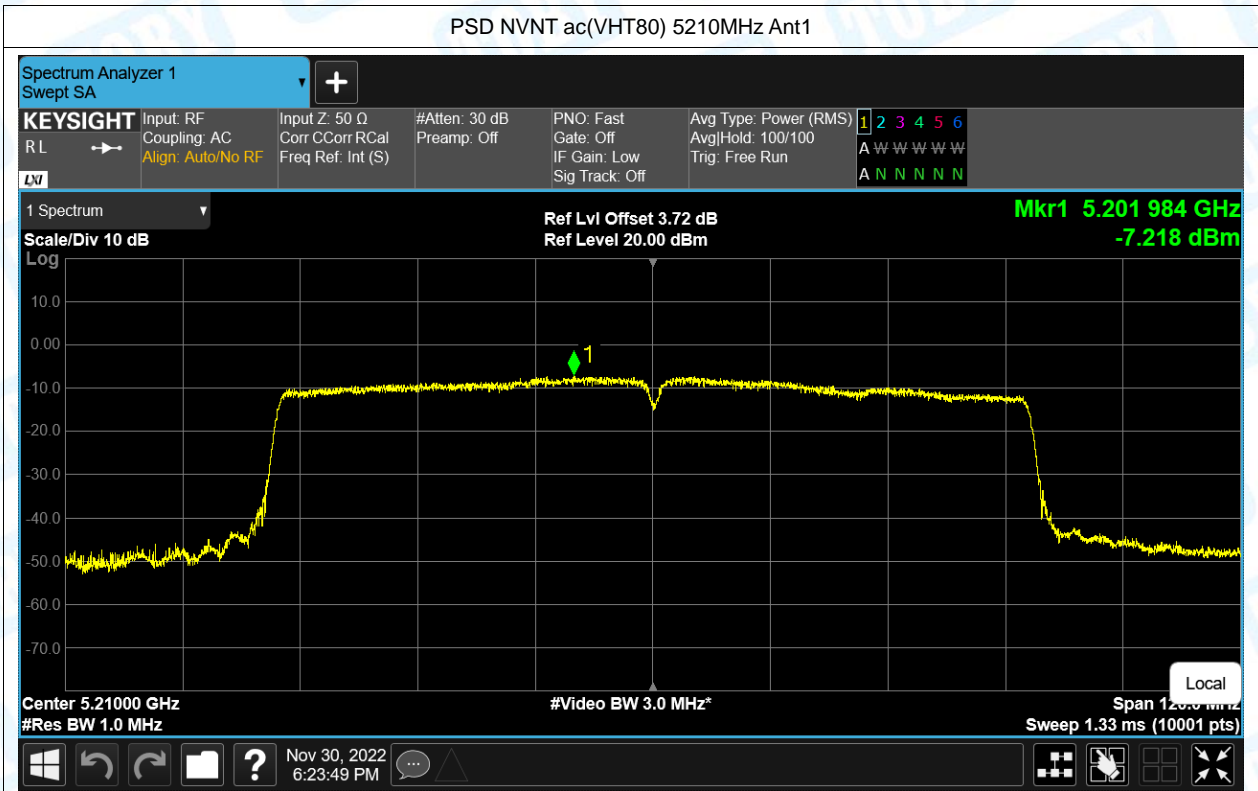 PSD NVNT ac(VHT80) 5210MHz Ant1
Spectrum Analyzer 1
Swept SA
KEYSIGHT
RL
LXI
Input: RF
Coupling: AC
Align: Auto/No RF
Input Z: 50 Ω
Corr CCorr RCal
Freq Ref: Int (S)
#Atten: 30 dB
Preamp: Off
PNO: Fast
Gate: Off
IF Gain: Low
Sig Track: Off
Avg Type: Power (RMS)
Avg|Hold: 100/100
Trig: Free Run
1 2 3 4 5 6
A W W W W W
A N N N N N
1 Spectrum
Scale/Div 10 dB
Ref Lvl Offset 3.72 dB
Ref Level 20.00 dBm
Mkr1 5.201 984 GHz
-7.218 dBm
Log
10.0
0.00
-10.0
-20.0
-30.0
-40.0
-50.0
-60.0
-70.0
1
Local
Center 5.21000 GHz
#Video BW 3.0 MHz*
Span 120.0 MHz
#Res BW 1.0 MHz
Sweep 1.33 ms (10001 pts)
Nov 30, 2022
6:23:49 PM